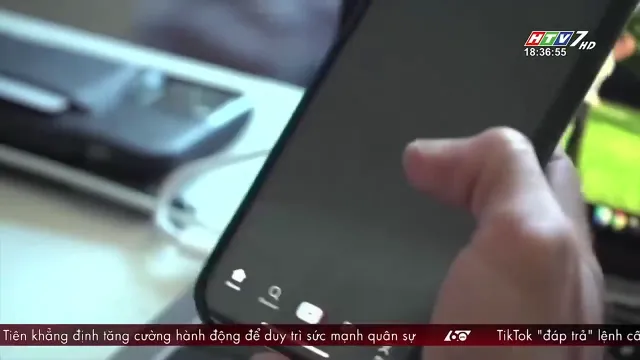 HTV7 HD
18:36:55
Tiên khẳng định tăng cường hành động để duy trì sức mạnh quân sự
TikTok "đáp trả" lệnh